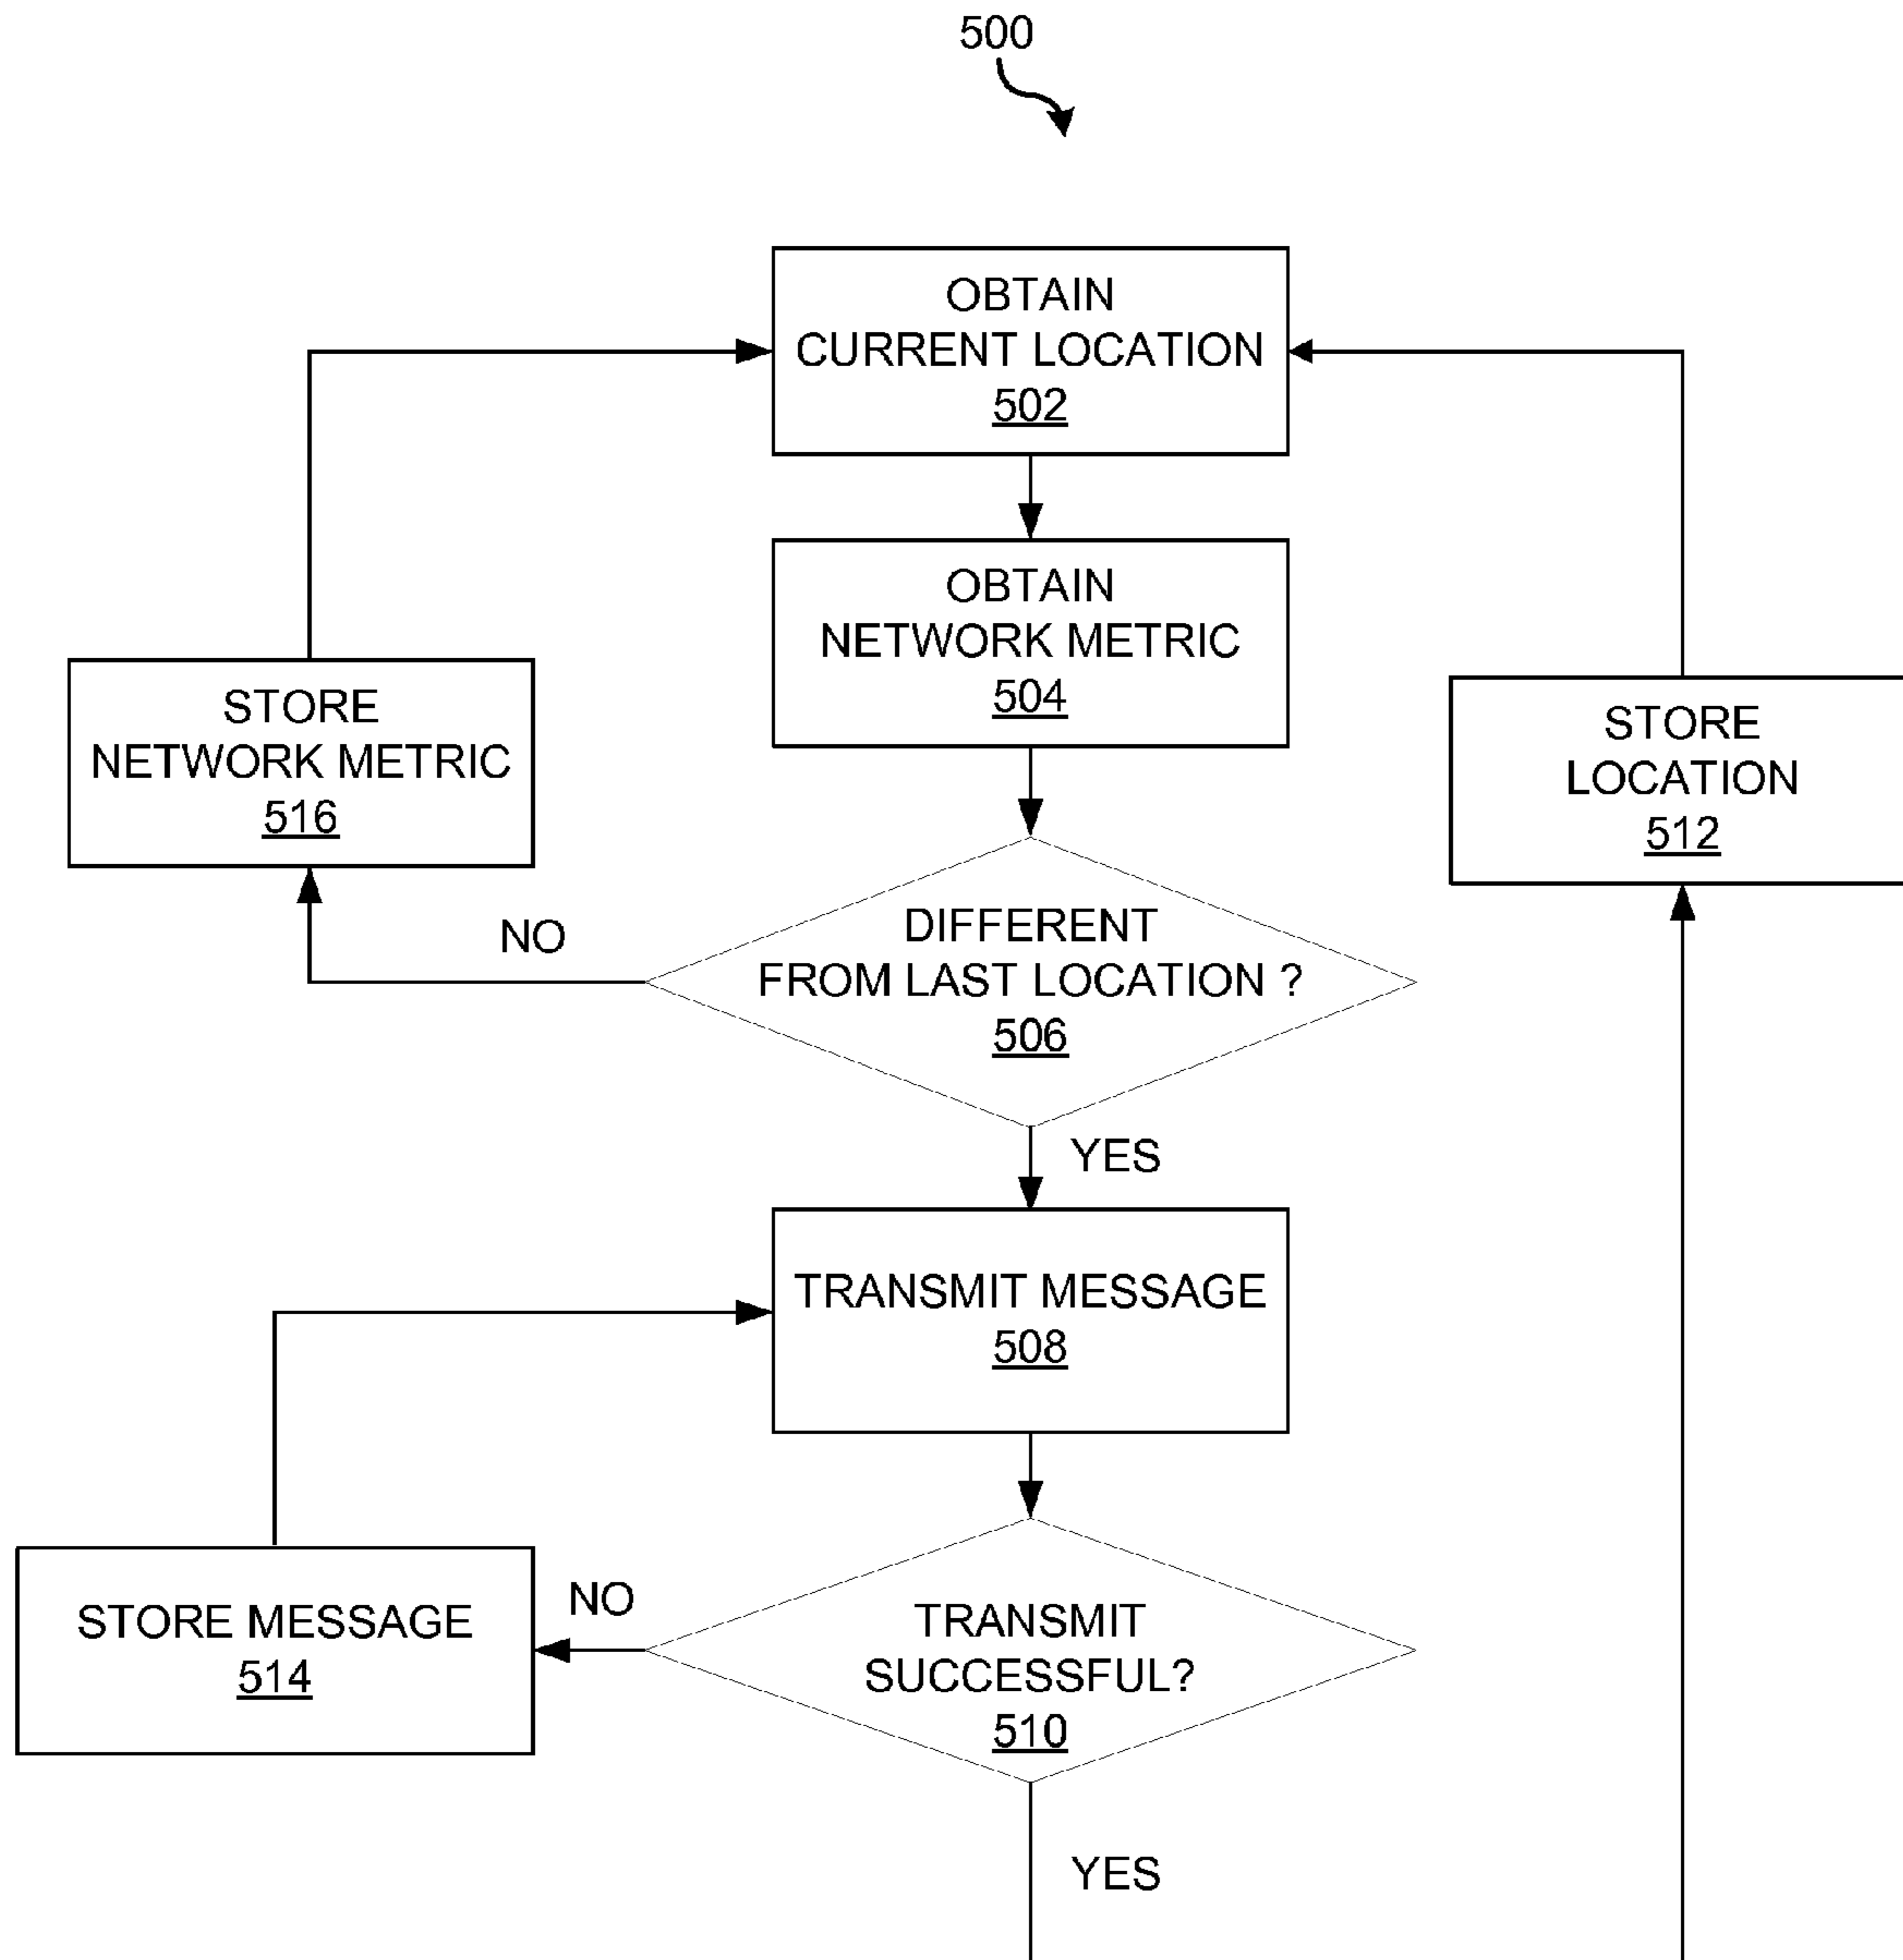 500
OBTAIN
CURRENT LOCATION
502
OBTAIN
NETWORK METRIC
504
STORE
NETWORK METRIC
516
STORE
LOCATION
512
DIFFERENT
FROM LAST LOCATION ?
506
NO
YES
TRANSMIT MESSAGE
508
STORE MESSAGE
514
NO
TRANSMIT
SUCCESSFUL?
510
YES